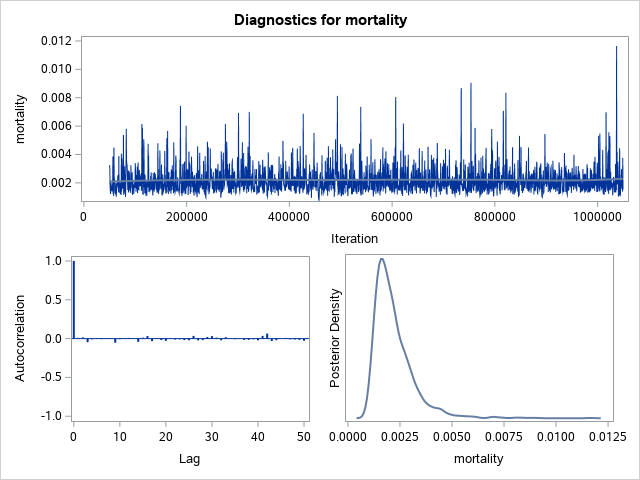 Diagnostics for mortality
mortality
0.012
0.010
0.008
0.006
0.004
0.002
0 200000 400000 600000 800000 1000000
Iteration
Autocorrelation
1.0
0.5
0.0
-0.5
-1.0
0 10 20 30 40 50
Lag
Posterior Density
0.0000 0.0025 0.0050 0.0075 0.0100 0.0125
mortality